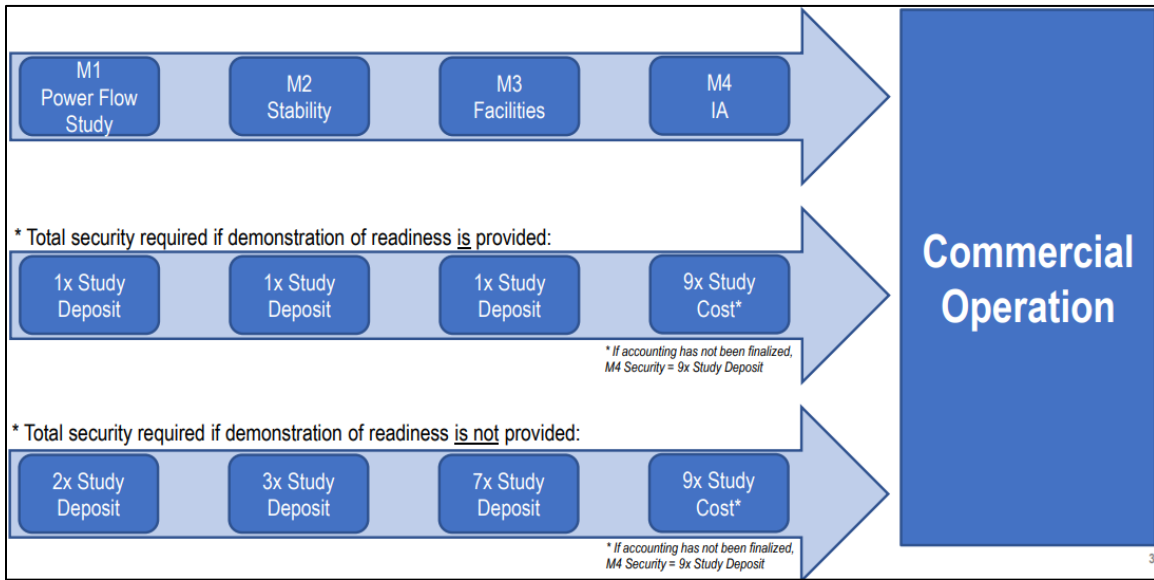 M1
Power Flow
Study
M2
Stability
M3
Facilities
M4
IA
* Total security required if demonstration of readiness is provided:
1x Study
Deposit
1x Study
Deposit
1x Study
Deposit
9x Study
Cost*
* If accounting has not been finalized,
M4 Security = 9x Study Deposit
* Total security required if demonstration of readiness is not provided:
2x Study
Deposit
3x Study
Deposit
7x Study
Deposit
9x Study
Cost*
* If accounting has not been finalized,
M4 Security = 9x Study Deposit
Commercial
Operation
3